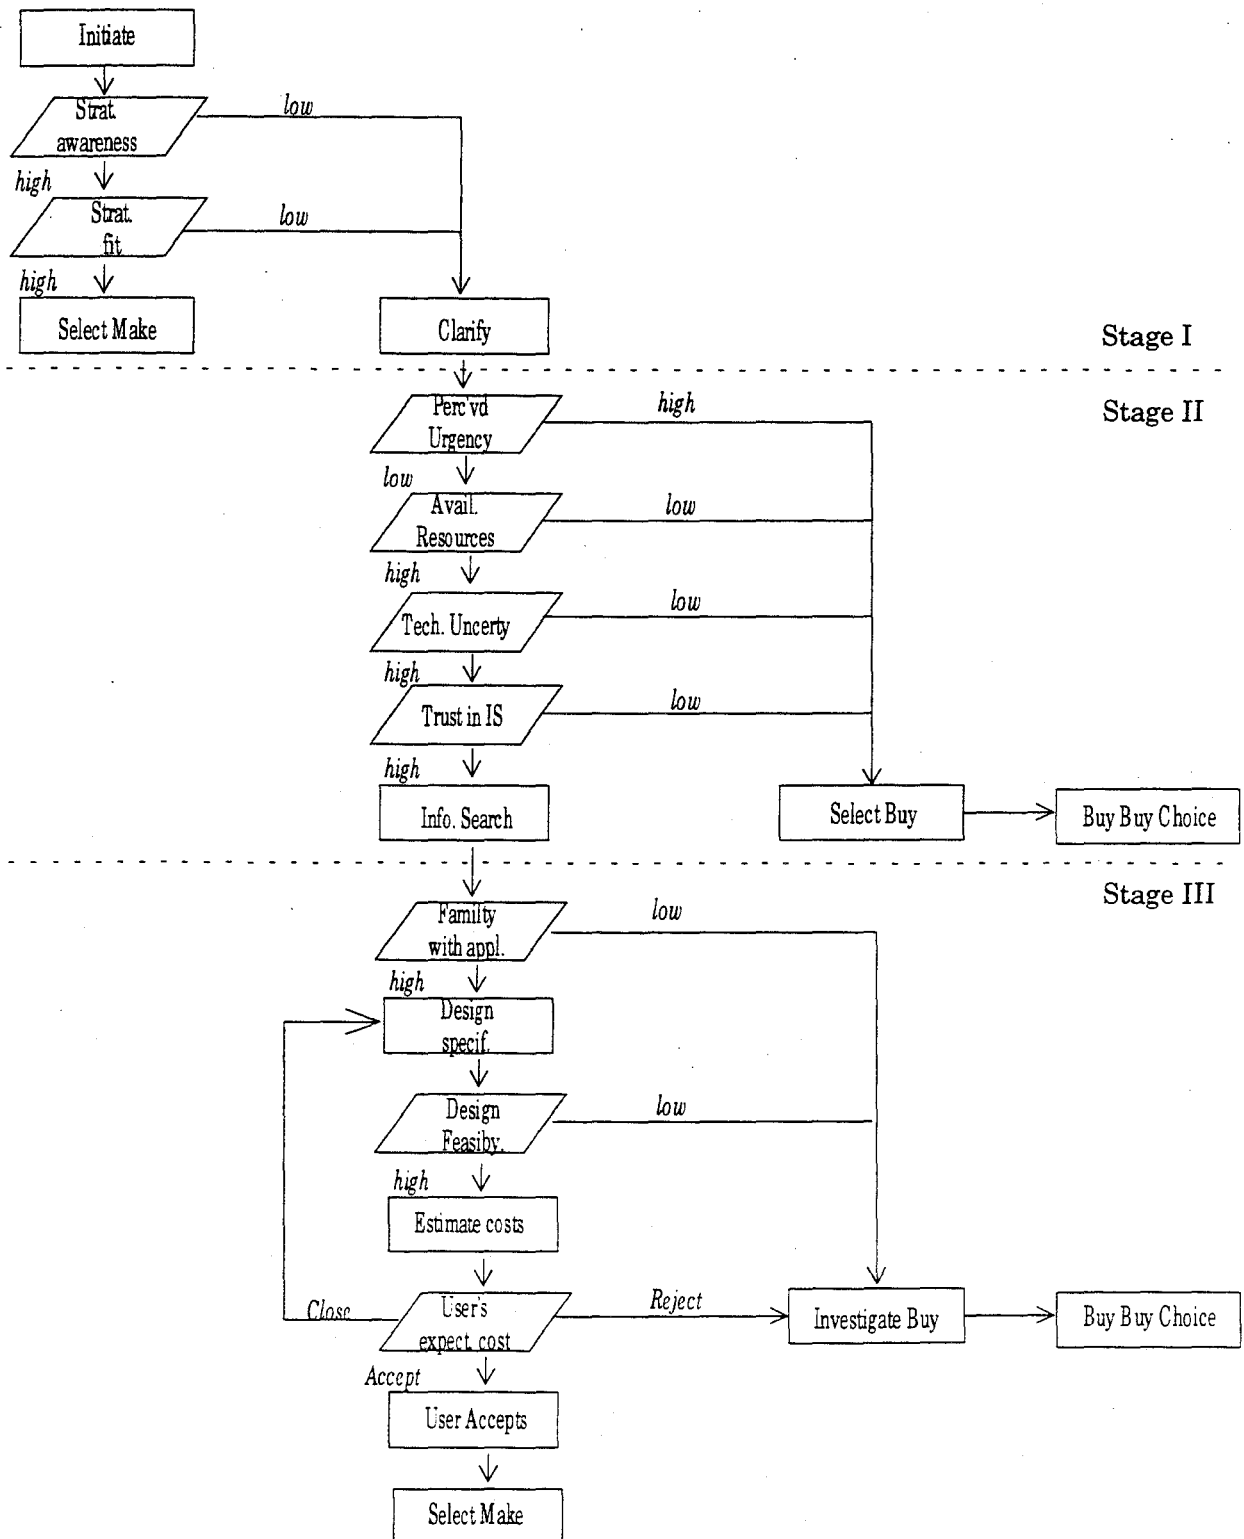 Initiate
Strat.
awareness
low
high
Strat.
fit
low
high
Select Make
Clarify
Stage I
Stage II
Perc'vd
Urgency
high
low
Avail.
Resources
low
high
Tech. Uncerty
low
high
Trust in IS
low
high
Info. Search
Select Buy
Buy Buy Choice
Stage III
Familty
with appl.
low
high
Design
specif.
Design
Feasiby.
low
high
Estimate costs
Close
User's
expect. cost
Reject
Investigate Buy
Buy Buy Choice
Accept
User Accepts
Select Make